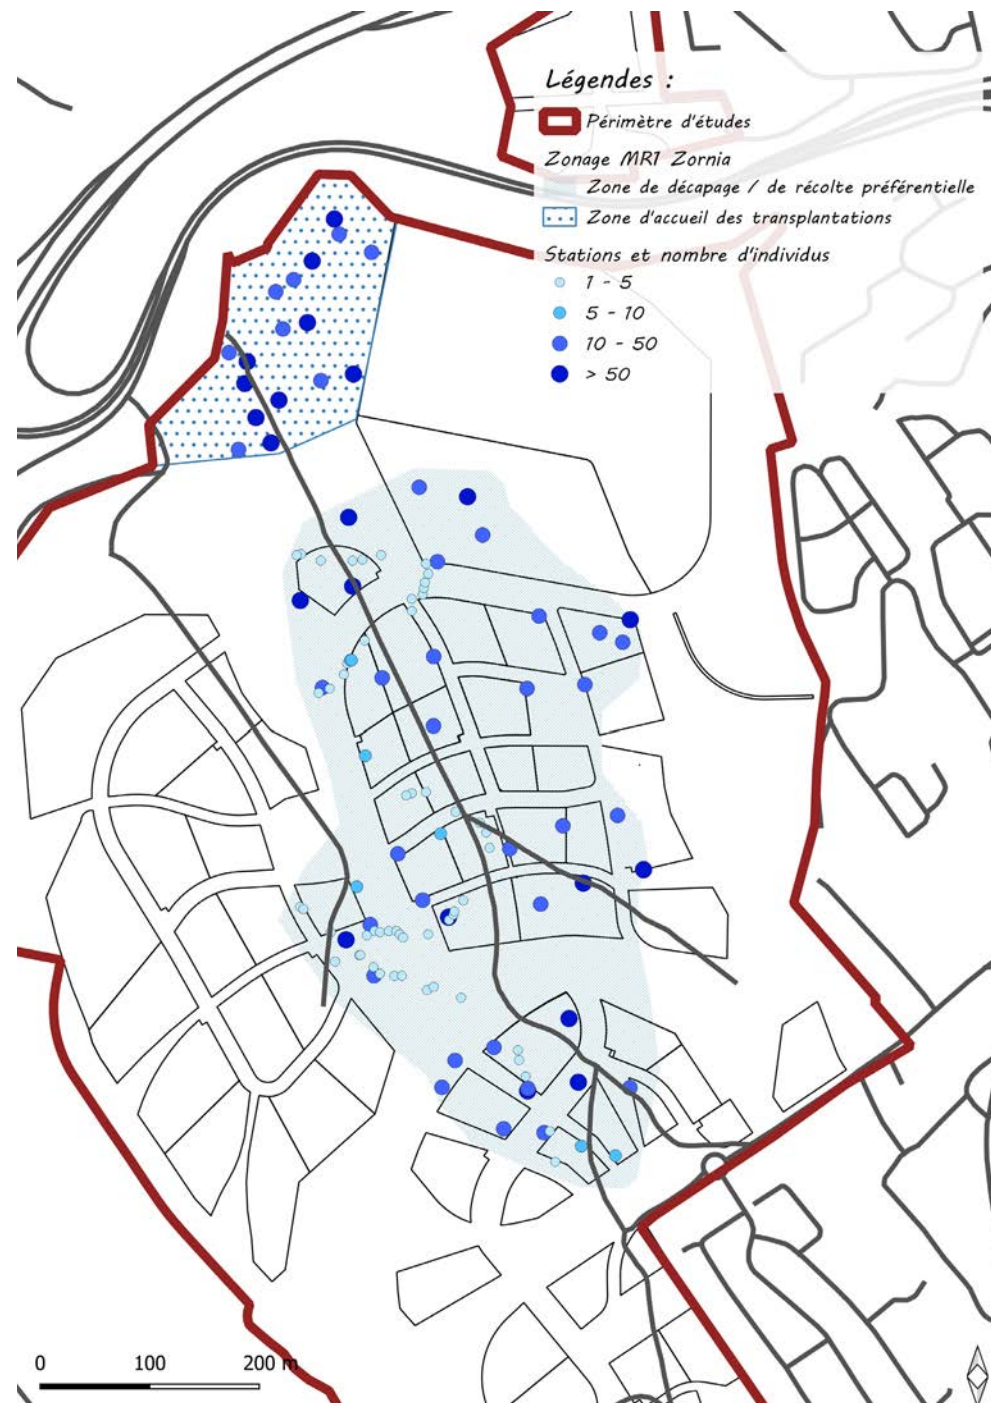 Légendes :
Périmètre d'études
Zonage MR1 Zornia
Zone de décapage / de récolte préférentielle
Zone d'accueil des transplantations
Stations et nombre d'individus
1 - 5
5 - 10
10 - 50
> 50
0 100 200 m